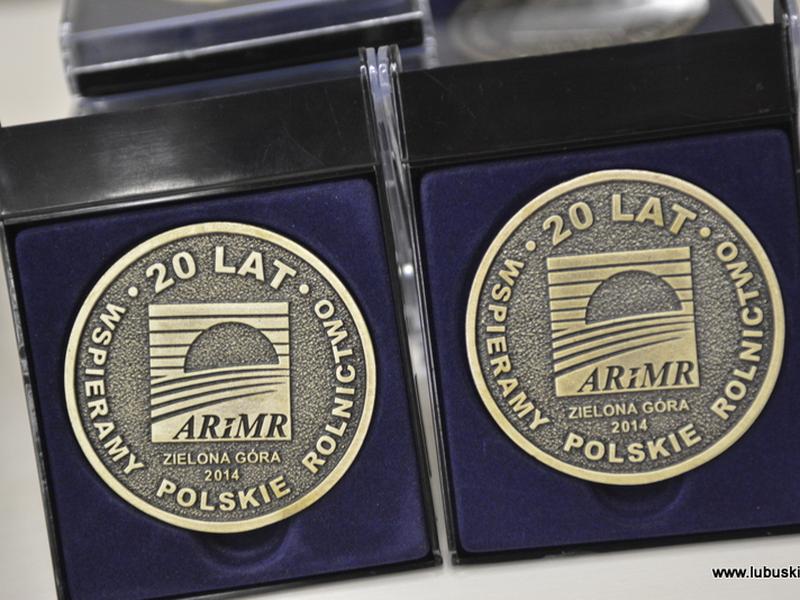 • 20 LAT •
WSPIERAMY POLSKIE ROLNICTWO
ARiMR
ZIELONA GÓRA
2014
• 20 LAT •
WSPIERAMY POLSKIE ROLNICTWO
ARiMR
ZIELONA GÓRA
2014
www.lubuski